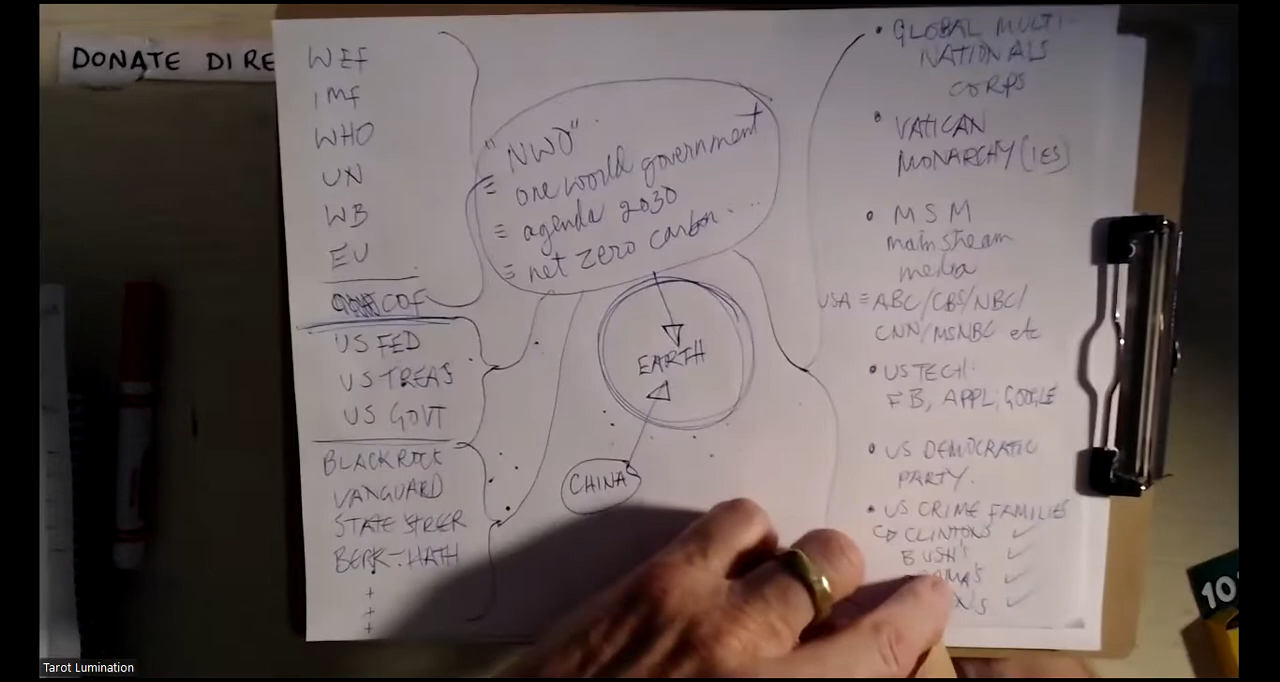 DONATE DIRE
WEF
IMF
WHO
UN
WB
EU
COF
US FED
US TREAS
US GOVT
BLACKROCK
VANGUARD
STATE STREER
BERK-HATH
+
+
+
"NWO"
≡ one world government
≡ agenda 2030
≡ net zero carbon...
EARTH
CHINA
• GLOBAL MULTI-
NATIONALS
CORPS
• VATICAN
MONARCHY(IES)
• MSM
mainstream
media
USA = ABC/CBS/NBC/
CNN/MSNBC etc
• US TECH:
FB, APPL, GOOGLE
• US DEMOCRATIC
PARTY.
• US CRIME FAMILIES
CLINTONS ✓
BUSH'S ✓
✓
✓
10
Tarot Lumination